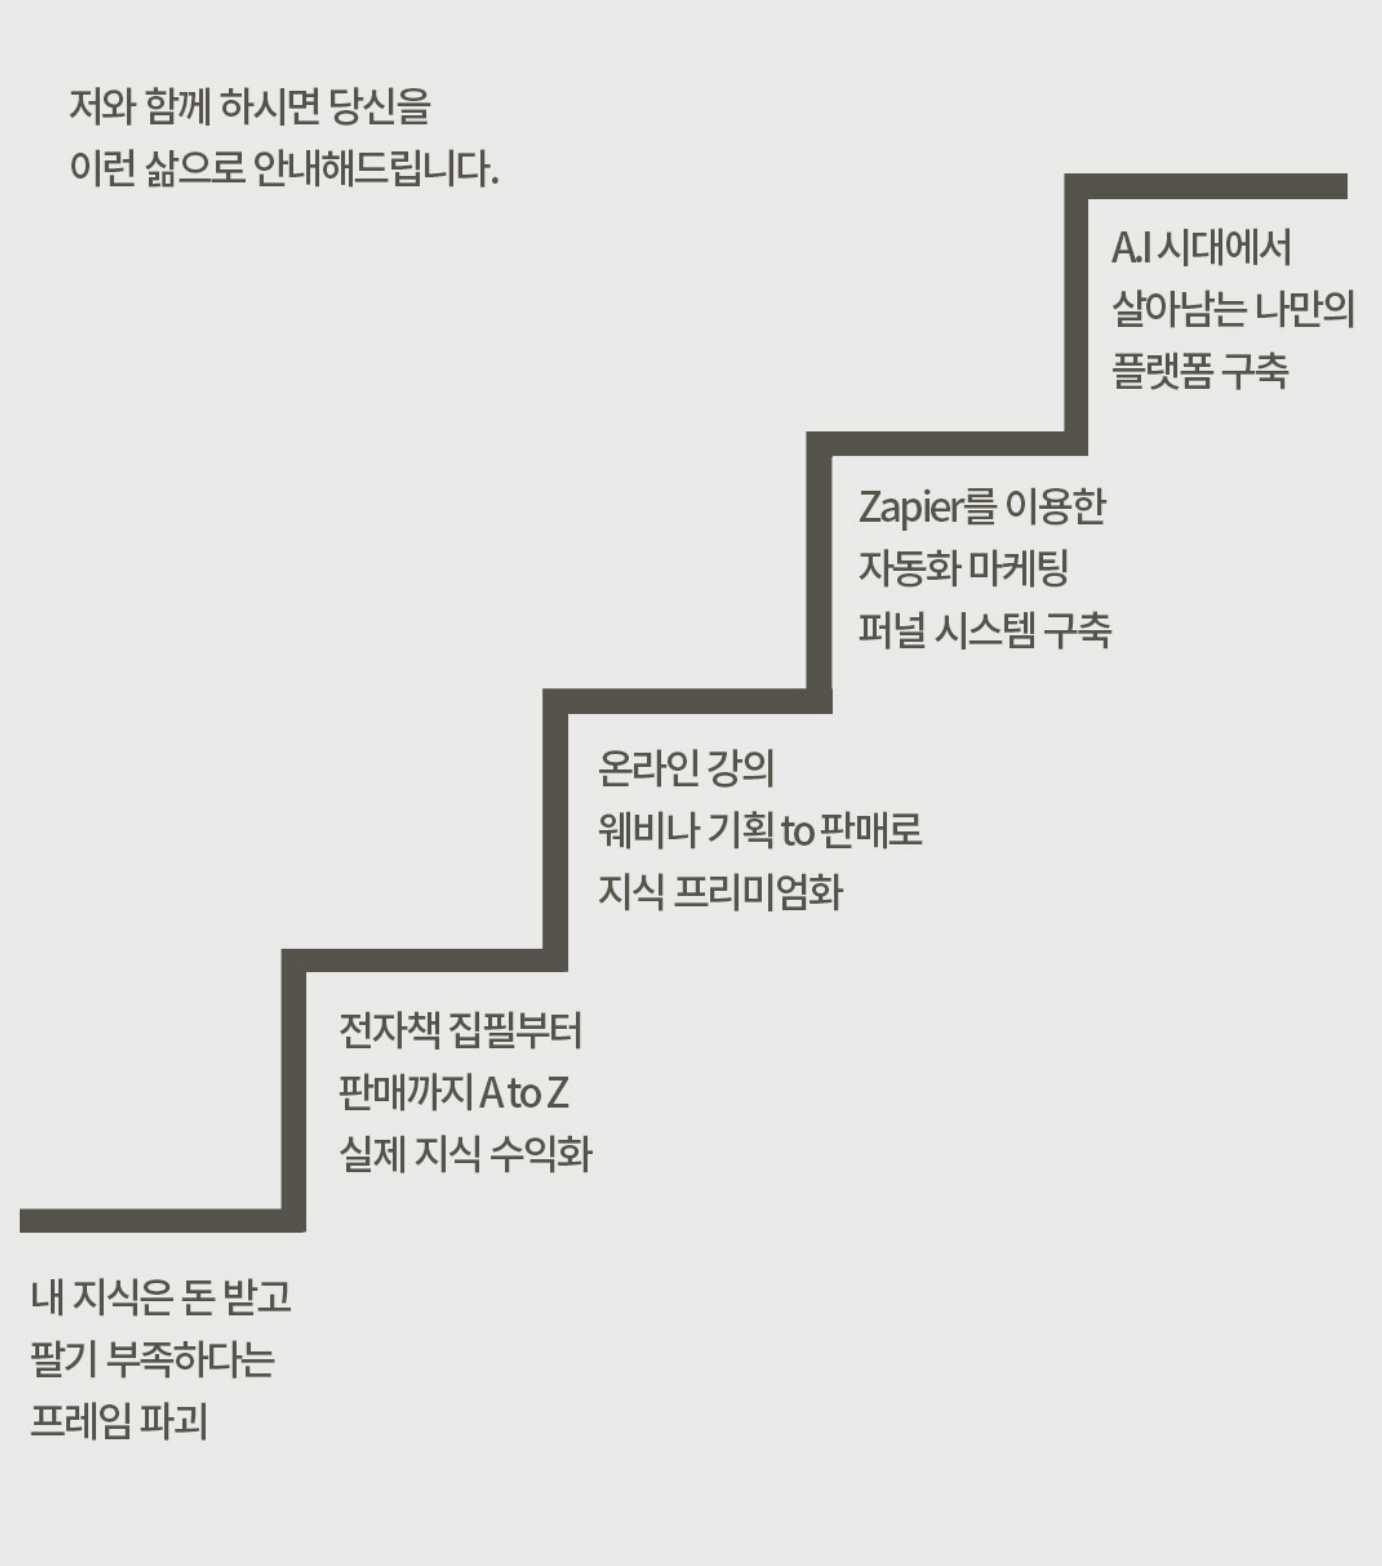 저와 함께 하시면 당신을
이런 삶으로 안내해드립니다.
A.I 시대에서
살아남는 나만의
플랫폼 구축
Zapier를 이용한
자동화 마케팅
퍼널 시스템 구축
온라인 강의
웨비나 기획 to 판매로
지식 프리미엄화
전자책 집필부터
판매까지 A to Z
실제 지식 수익화
내 지식은 돈 받고
팔기 부족하다는
프레임 파괴